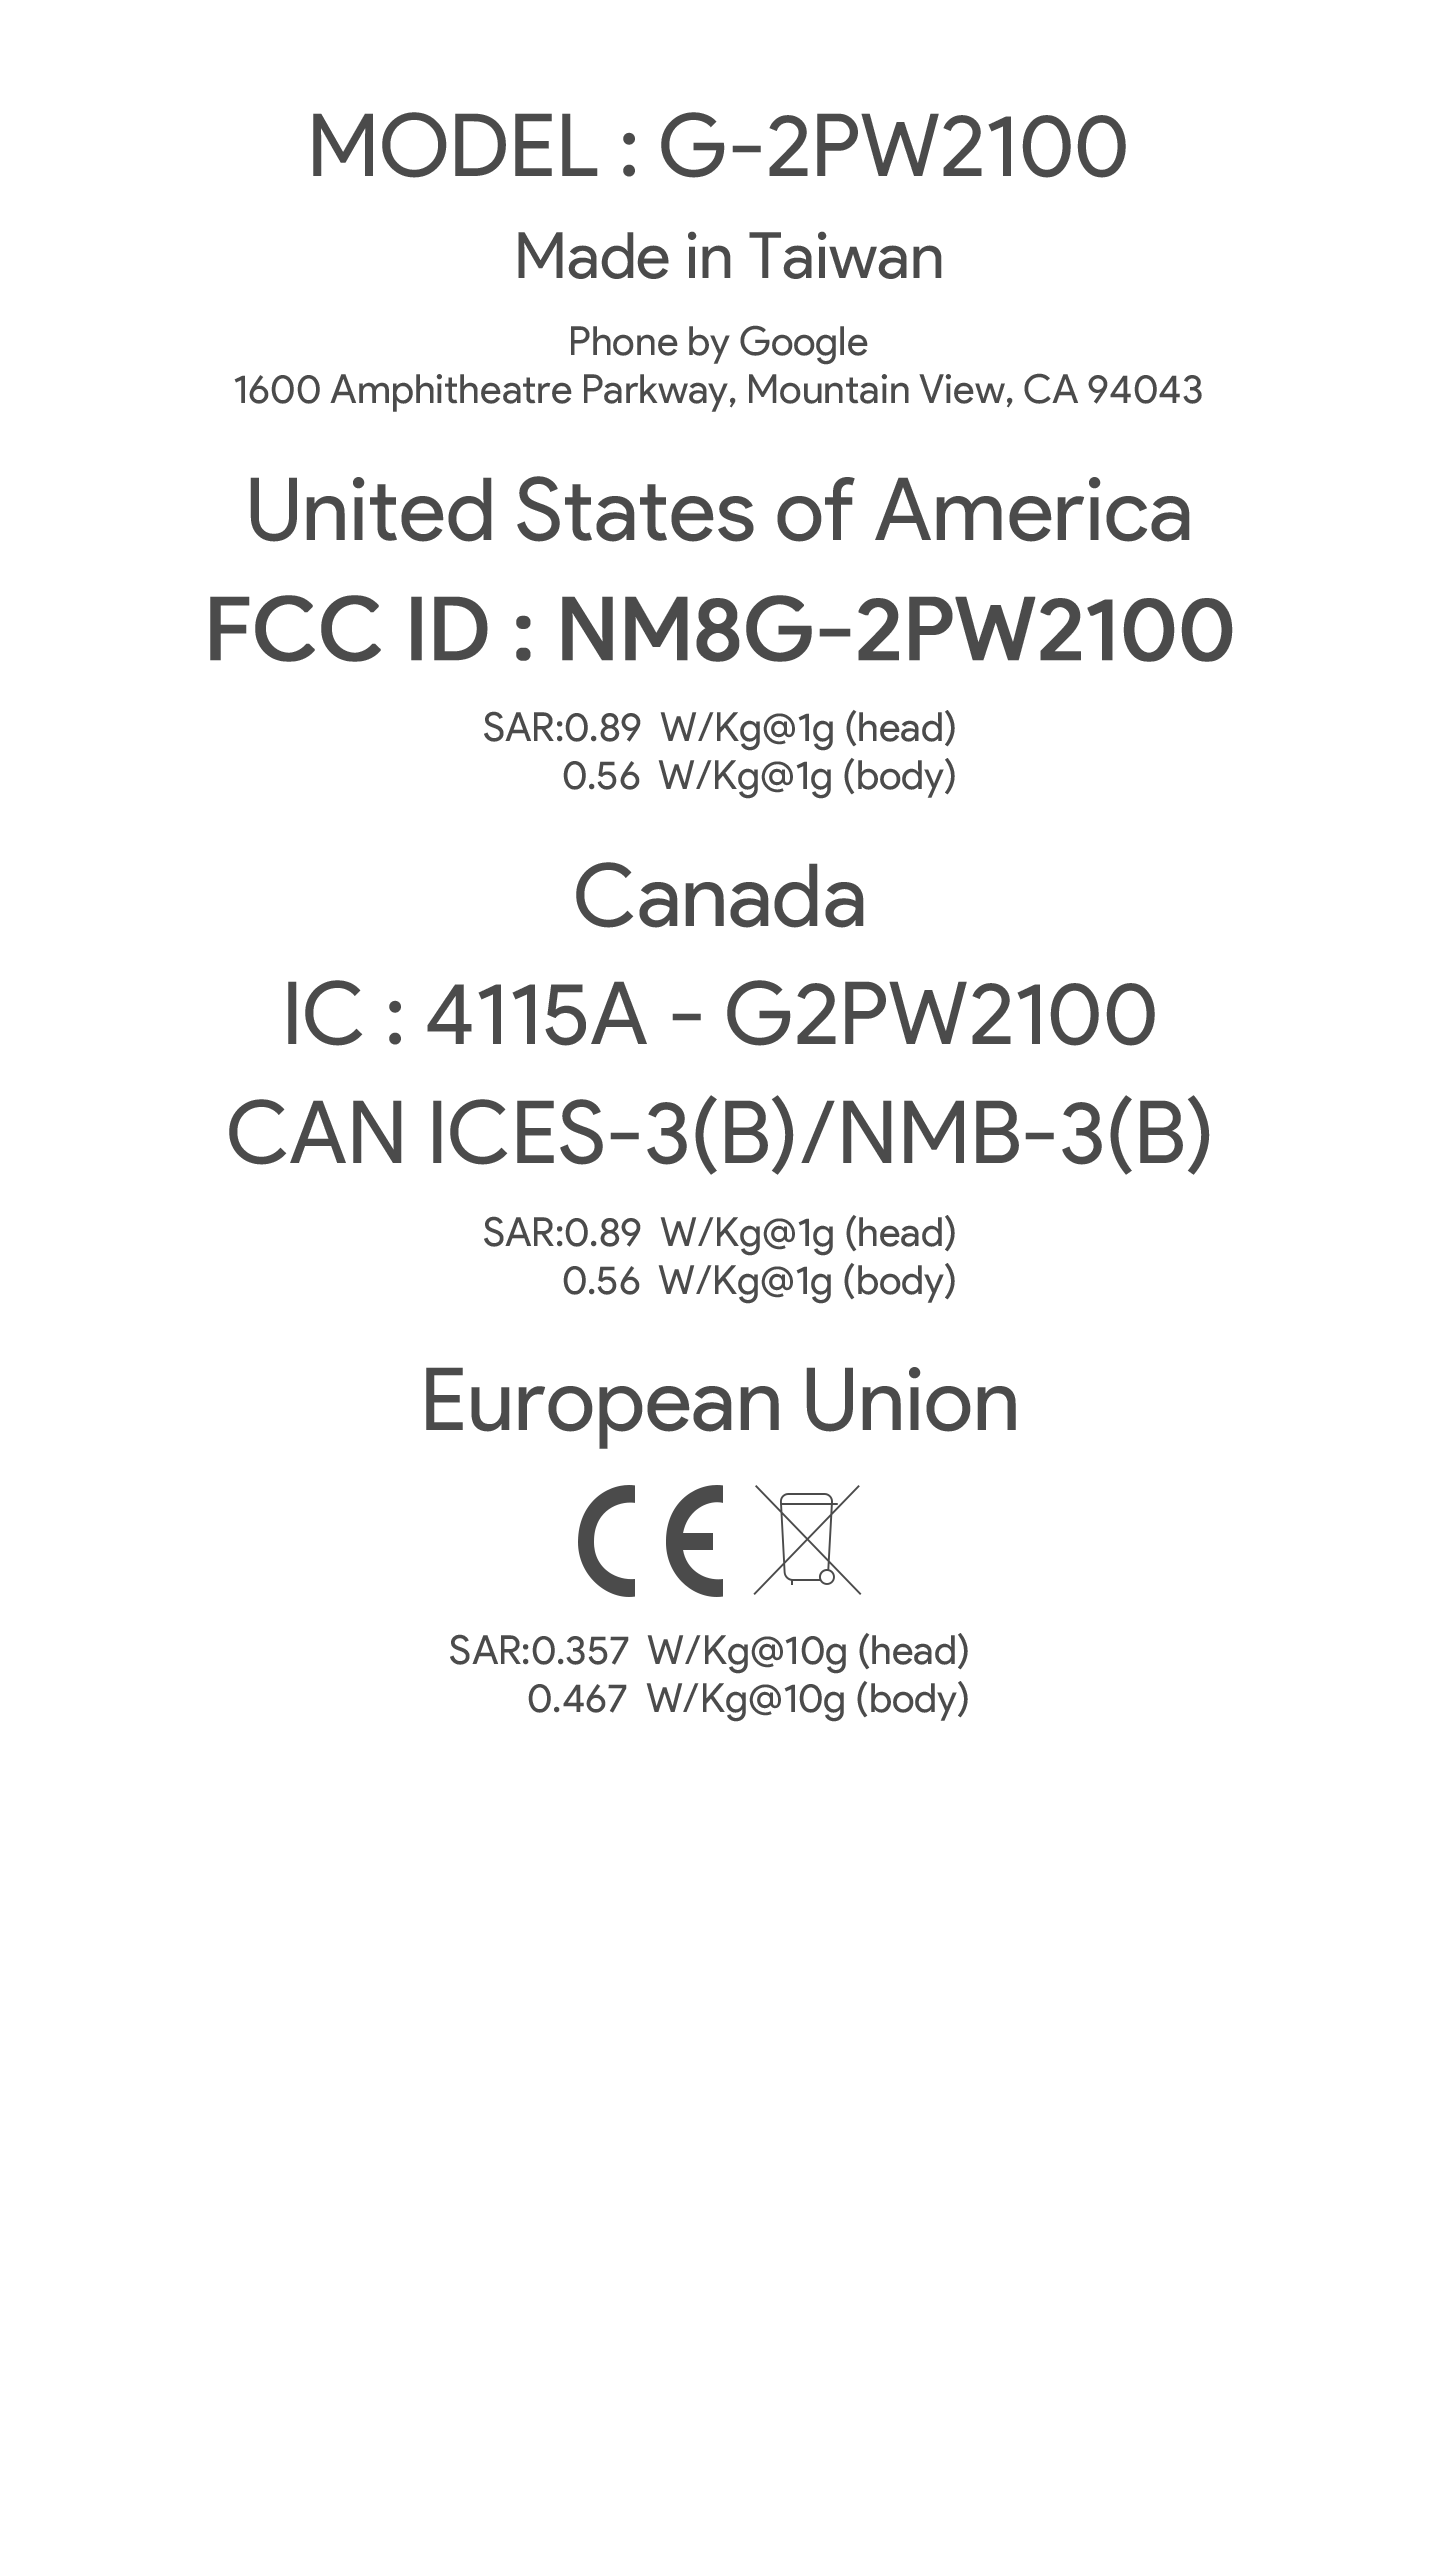 MODEL : G-2PW2100
Made in Taiwan
Phone by Google
1600 Amphitheatre Parkway, Mountain View, CA 94043
United States of America
FCC ID : NM8G-2PW2100
SAR:0.89 W/Kg@1g (head)
0.56 W/Kg@1g (body)
Canada
IC : 4115A - G2PW2100
CAN ICES-3(B)/NMB-3(B)
SAR:0.89 W/Kg@1g (head)
0.56 W/Kg@1g (body)
European Union
CE
SAR:0.357 W/Kg@10g (head)
0.467 W/Kg@10g (body)